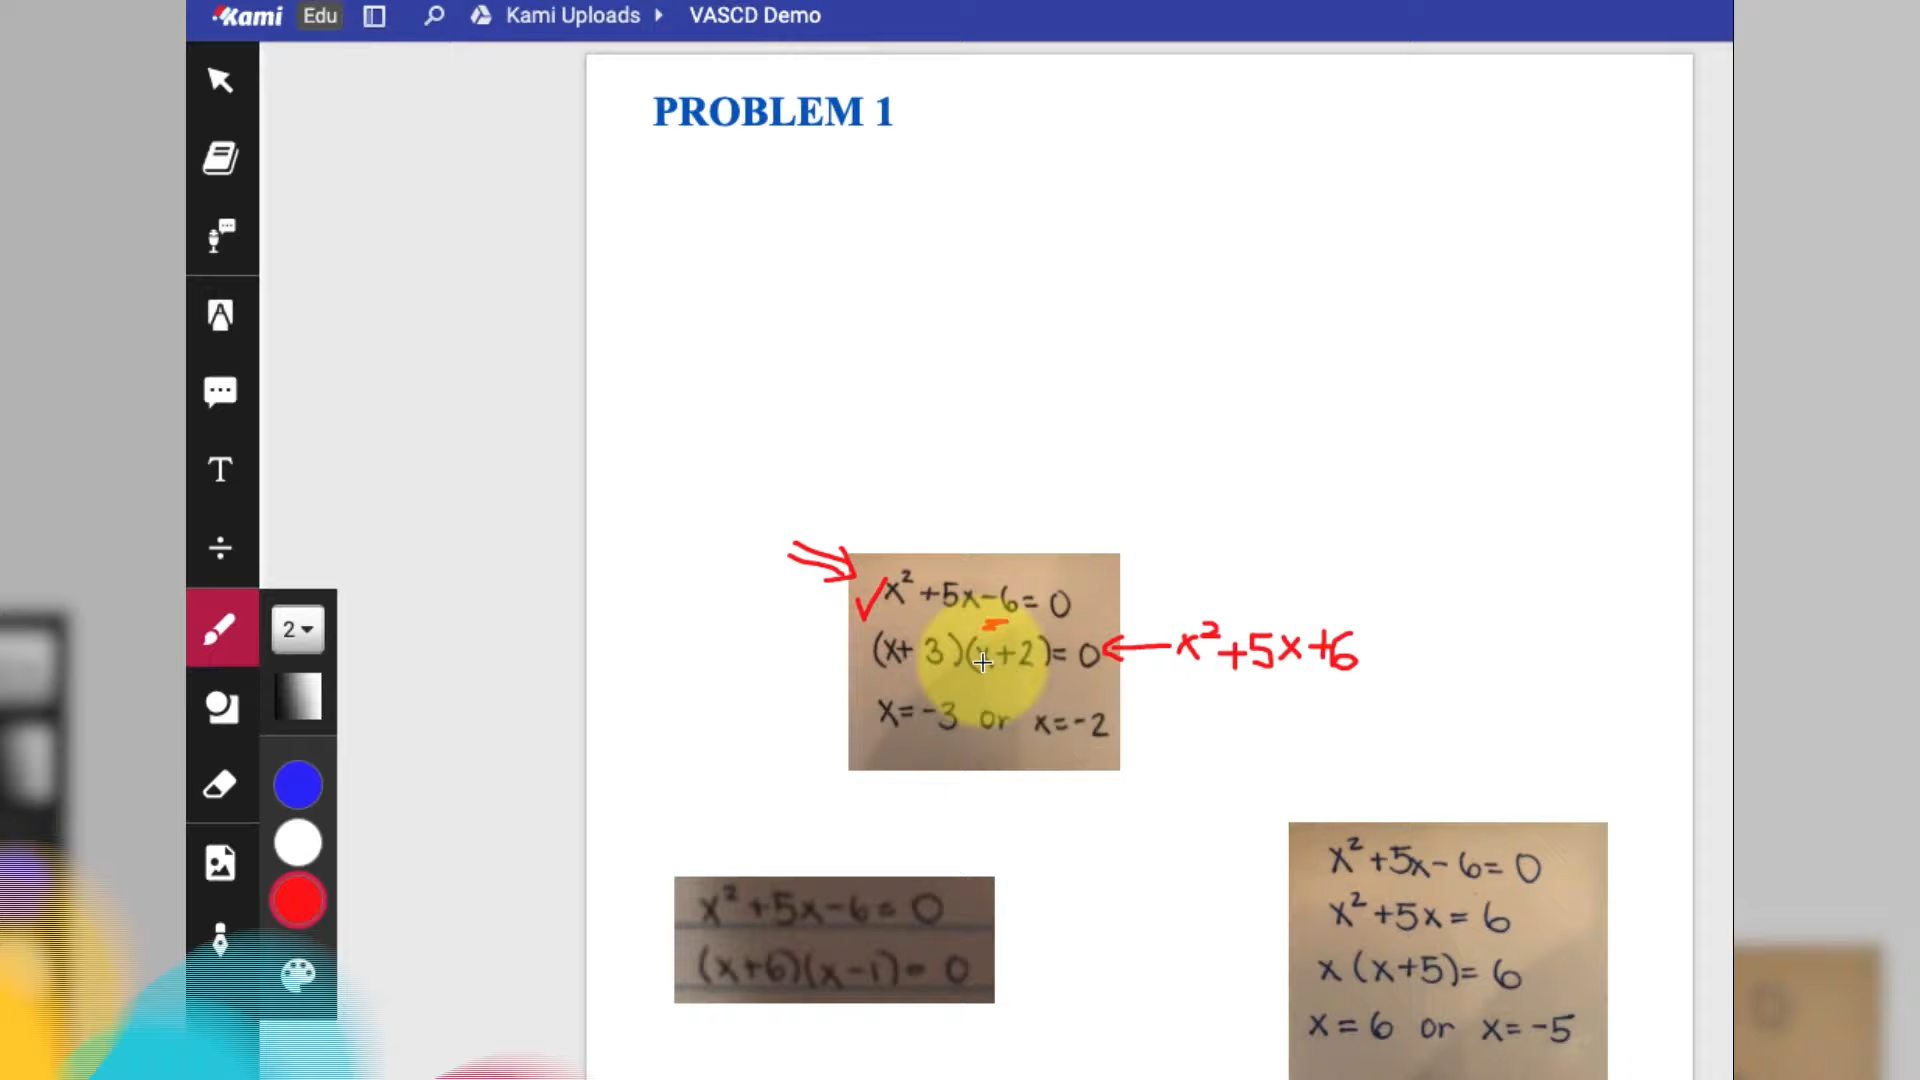 Kami Edu Kami Uploads VASCD Demo
PROBLEM 1
x² +5x-6= 0
(x+ 3)(x+2)= 0
x²+5x+6
x=-3 or x=-2
2
x² +5x-6=0
(x+6)(x-1)= 0
x² +5x- 6= 0
x² +5x= 6
x (x+5)= 6
x = 6 or x= -5